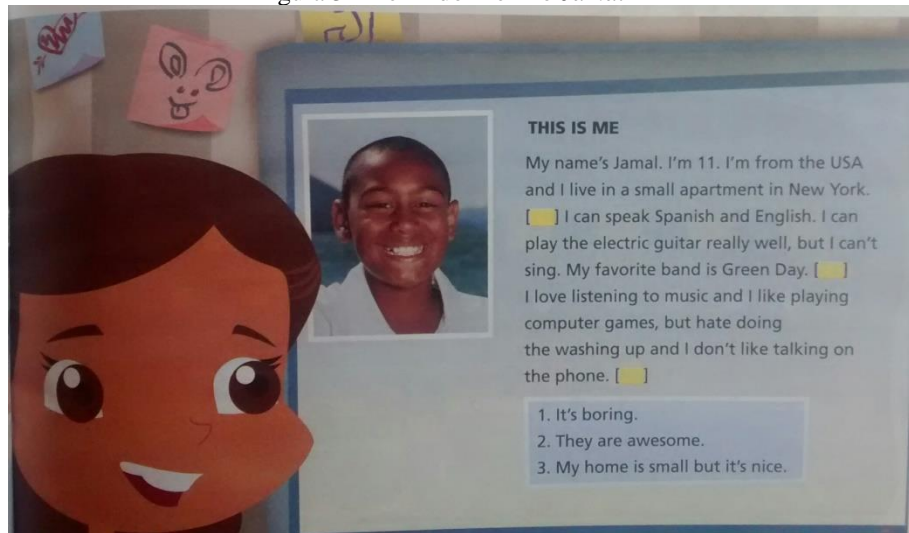 THIS IS ME
My name's Jamal. I'm 11. I'm from the USA
and I live in a small apartment in New York.
[ ] I can speak Spanish and English. I can
play the electric guitar really well, but I can't
sing. My favorite band is Green Day. [ ]
I love listening to music and I like playing
computer games, but hate doing
the washing up and I don't like talking on
the phone. [ ]
1. It's boring.
2. They are awesome.
3. My home is small but it's nice.